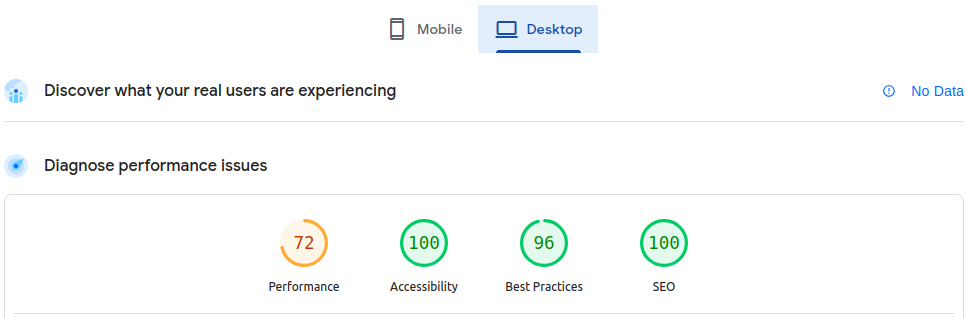 Mobile Desktop
Discover what your real users are experiencing No Data
Diagnose performance issues
72 100 96 100
Performance Accessibility Best Practices SEO